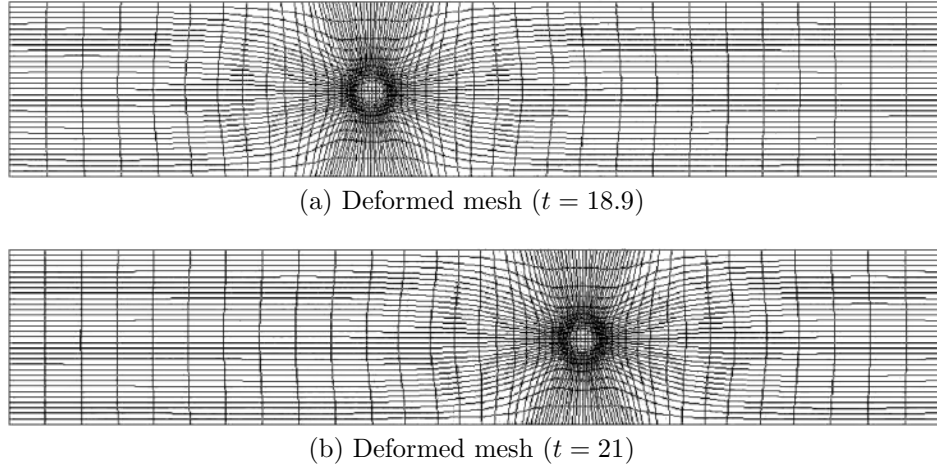 (a) Deformed mesh (t = 18.9)
(b) Deformed mesh (t = 21)